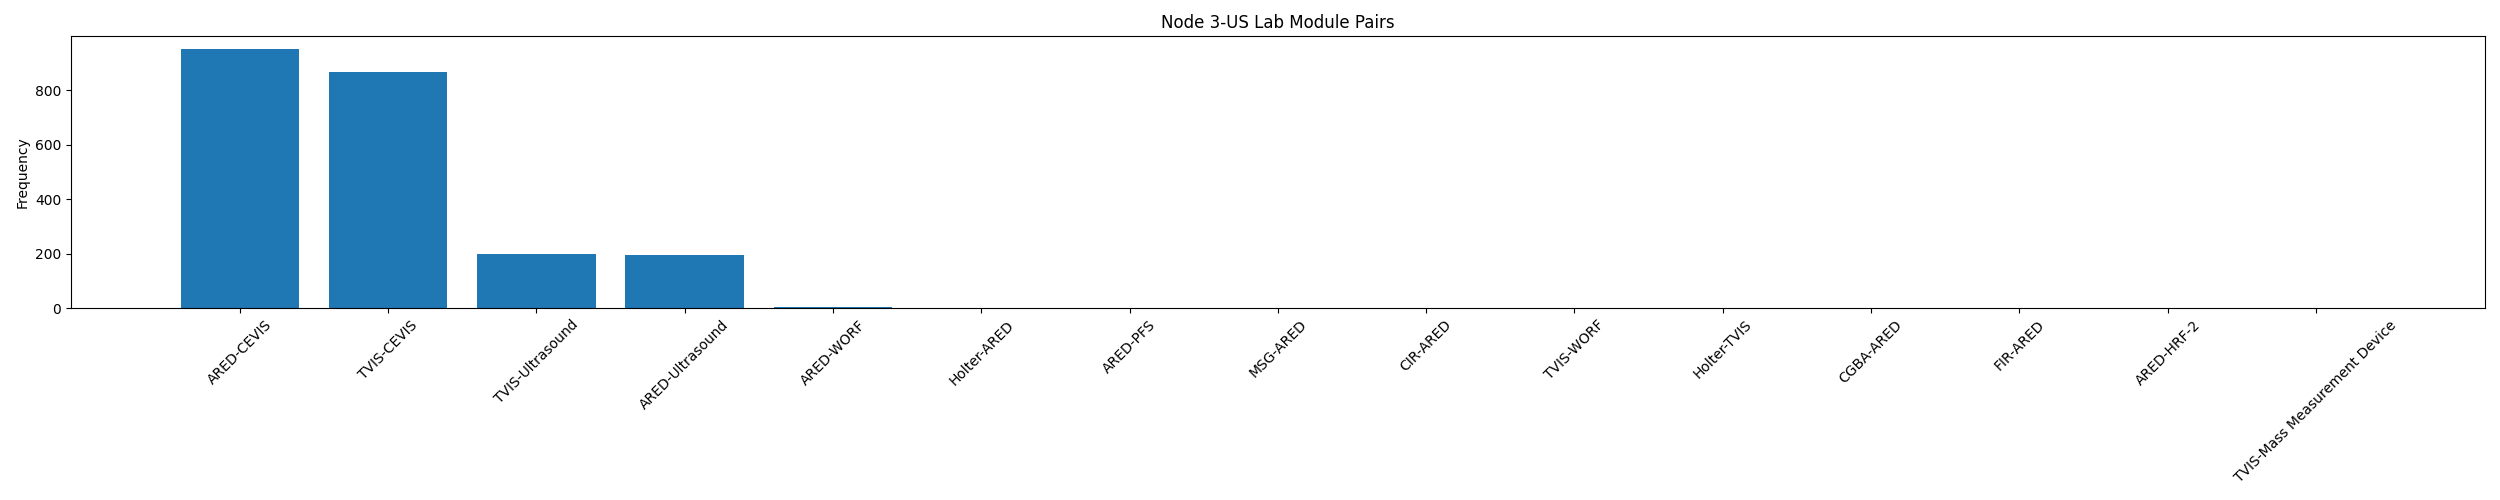 Node 3-US Lab Module Pairs
Frequency
800
600
400
200
0
ARED-CEVIS
TVIS-CEVIS
TVIS-Ultrasound
ARED-Ultrasound
ARED-WORF
Holter-ARED
ARED-PFS
MSG-ARED
CIR-ARED
TVIS-WORF
Holter-TVIS
CGBA-ARED
FIR-ARED
ARED-HRF-2
TVIS-Mass Measurement Device